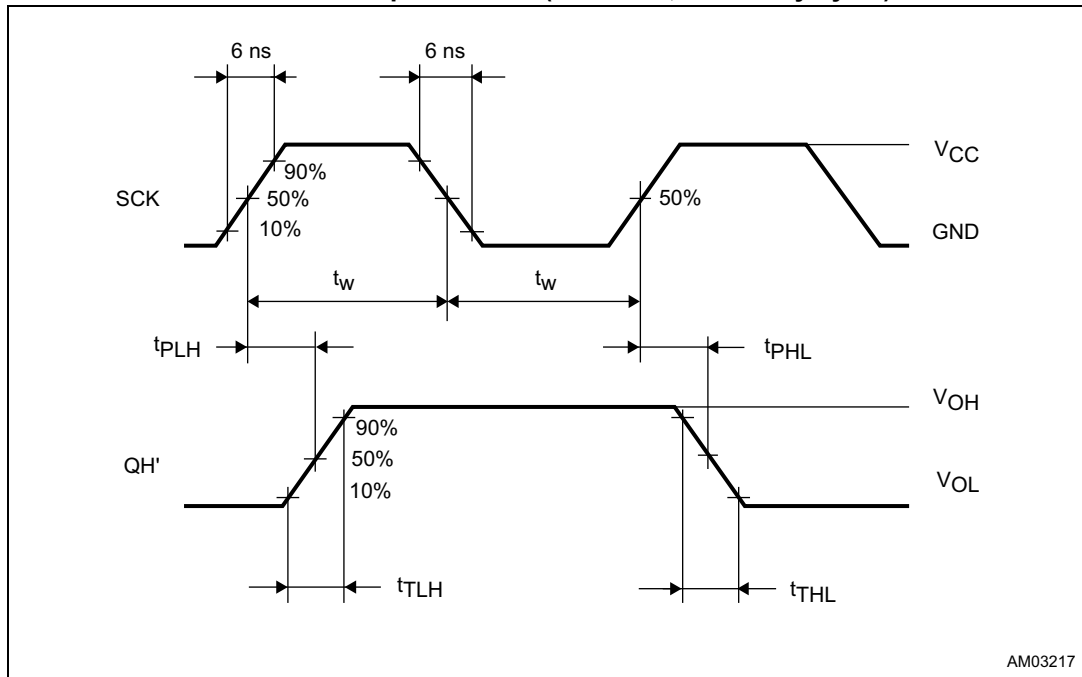 6 ns
6 ns
SCK
90%
50%
10%
50%
VCC
GND
tW
tW
tPLH
tPHL
QH'
90%
50%
10%
VOH
VOL
tTLH
tTHL
AM03217